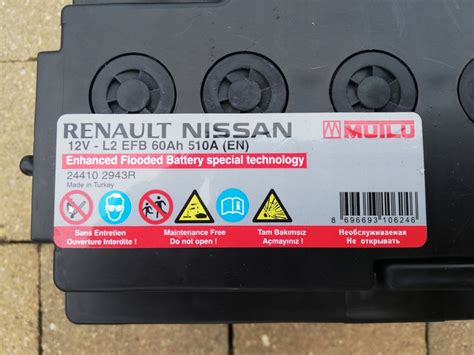 RENAULT NISSAN
MUTLU
12V - L2 EFB 60Ah 510A (EN)
Enhanced Flooded Battery special technology
24410 2943R
Made in Turkey
8 696693 106246
Sans Entretien
Ouverture Interdite !
Maintenance Free
Do not open !
Tam Bakımsız
Açmayınız !
Необслуживаемая
Не открывать